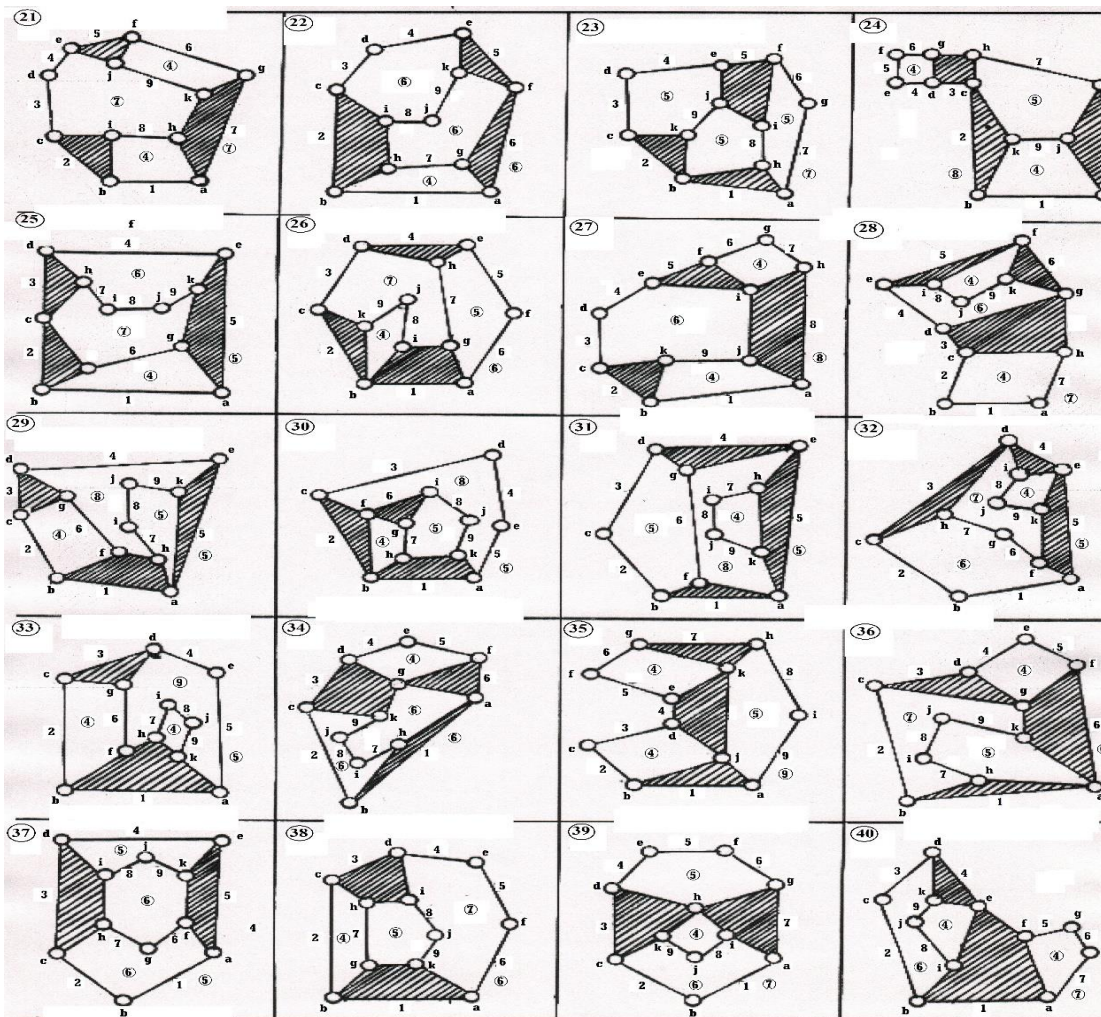 21
5 f
e 6
4 j 4 g
d 9
3 7 k
c i 8 h 7
2 4 7
b 1 a
22
e
4
d 5
3 k
c 6 f
9
i 8 j
2 6 6
h 7 g
4 6
b 1 a
23
4 e 5 f
d 6
3 5 j g
9 i 5
c k 8
2 5 h 7
b 7
1 a
24
f 6 g h
5 4 7
e 4 d 3 c
5
2 k 9 j
8 4
b 1
25
f
d 4 e
3 h 6 k
7 i 8 j 9
c 7 5
2 6 g 5
4
b 1 a
26
d e
3 h
7 j 5
c 9 7 5 f
k 8
4 i g 6
6
b 1 a
27
g
6 7
f 4 h
e 5 i
4
d 6 8
3 k 9 j
c 8
2 4
b 1 a
28
f
5 6
e i 4 k
8 9 g
4 j 6
d
3 c h
2 4 7
7
b 1 a
29
4 e
d j 9 k
3 8
g 5
c i 5
6 7
2 4 f h 5
b 1 a
30
d
3
c 6 i 8 4
f 8 j
2 g 5 e
4 7
h k 5 5
b 1 a
31
d 4 e
g h
3 i 7
6 8 4
c 5 j 5
9
2 k 5
f 8
b 1 a
32
d
4
i e
3 8 4
7 j k
h 9 5
c 7 g 5
6
2 6 f
b 1 a
33
d
3 4
c e
g 9
i 8
4 6 7 j
2 h 4 9 5
f k 5
b 1 a
34
e
4 5
d 4 f
3 g 6
c k 6 a
9
j h
8 7 1 6
6 i
b
35
g 7 h
6 4 k
f 8
5 e
4 5 i
3 d
c 4 j 9
2 9
b 1 a
36
e
4 5
d 4 f
c 3 g
7 j 9 k
8 6
2 i 5 6
7 h
b 1 a
37
d 4 e
5 j
i 8 9 k
3 6 5
h f 4
7 g 6
c a
6
2 1 5
b
38
d 4
3 e
c i
h 8 5
7
2 5 j f
4 7 9
g k 6
6
b 1 a
39
e 5 f
4 6
d 5 g
h
3 4 7
k i
9 j 8
c a
2 6 1 7
b
40
d
3 4
c k
9 e
j 4 g
f 5
8 6
2 i 4
6 7
7
b 1 a